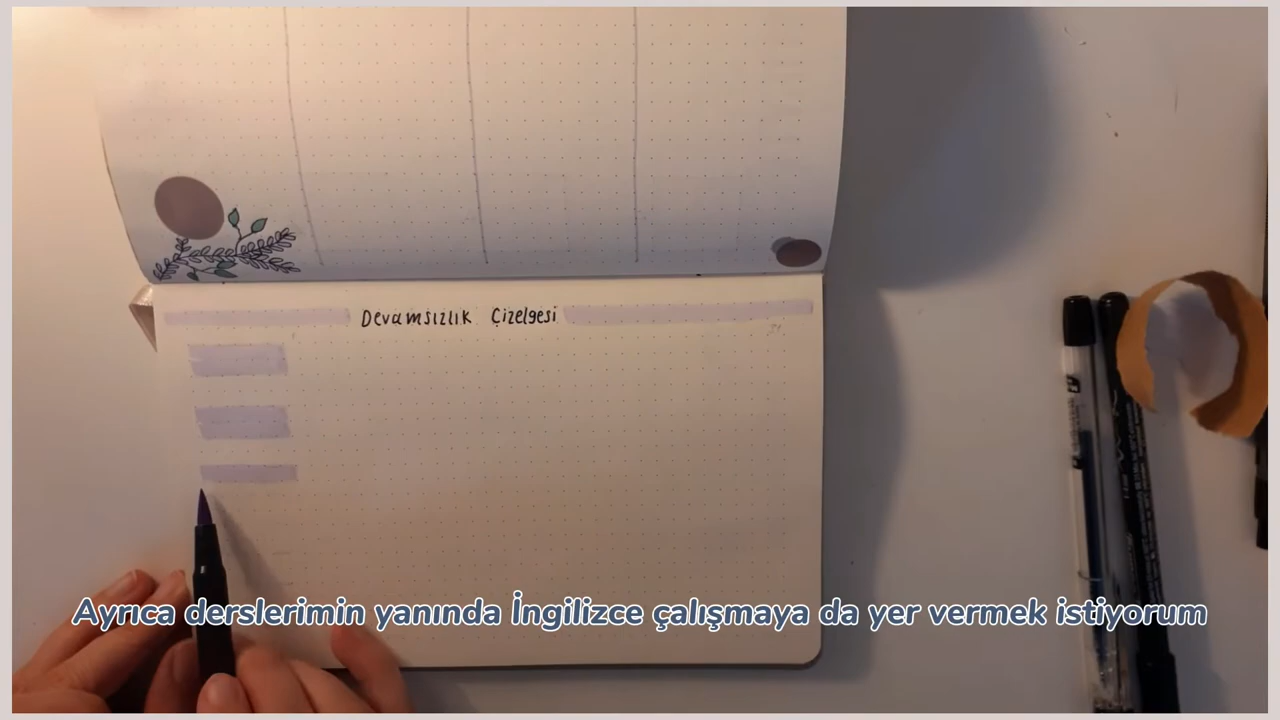 Devamsızlık Çizelgesi
Ayrıca derslerimin yanında İngilizce çalışmaya da yer vermek istiyorum